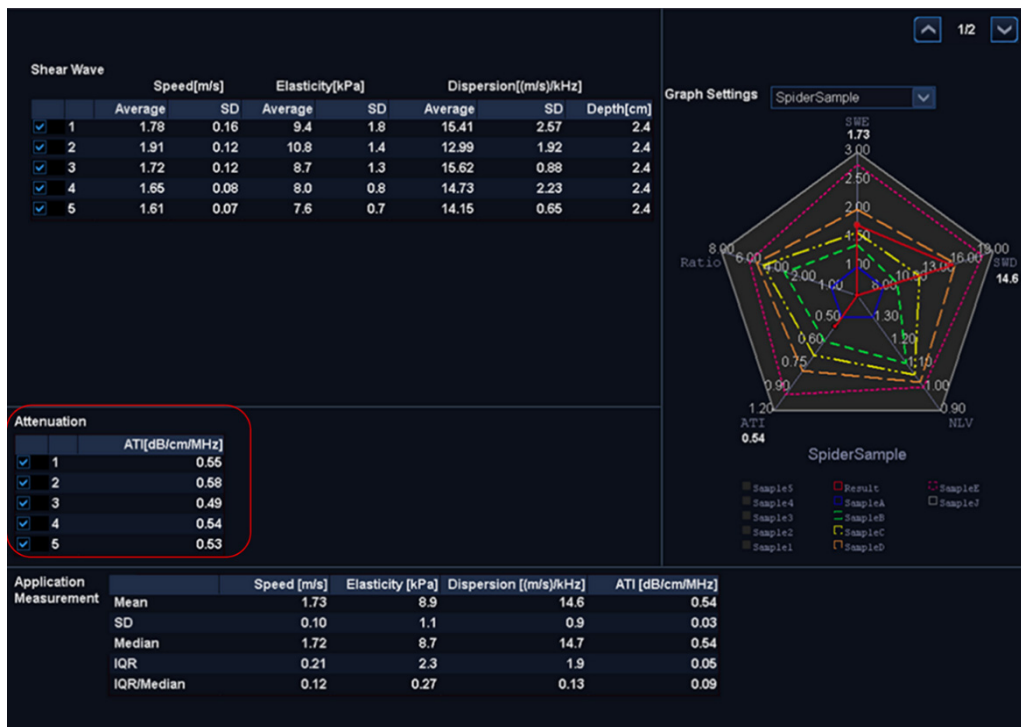 1/2
Shear Wave
Speed[m/s] Elasticity[kPa] Dispersion[(m/s)/kHz]
Average SD Average SD Average SD Depth[cm]
1 1.78 0.16 9.4 1.8 15.41 2.57 2.4
2 1.91 0.12 10.8 1.4 12.99 1.92 2.4
3 1.72 0.12 8.7 1.3 15.62 0.88 2.4
4 1.65 0.08 8.0 0.8 14.73 2.23 2.4
5 1.61 0.07 7.6 0.7 14.15 0.65 2.4
Graph Settings SpiderSample
SWE
1.73
3.00
2.50
2.00
1.50
1.00
8.00 6.00 4.00 2.00 1.00
Ratio
8.00 10.50 13.00 16.00 19.00
SWD
14.6
0.50 1.30
0.60 1.20
0.75 1.10
0.90 1.00
1.20 0.90
ATI NLV
0.54
SpiderSample
Sample5 Result SampleE
Sample4 SampleA SampleJ
Sample3 SampleB
Sample2 SampleC
Sample1 SampleD
Attenuation
ATI[dB/cm/MHz]
1 0.55
2 0.58
3 0.49
4 0.54
5 0.53
Application Measurement
Speed [m/s] Elasticity [kPa] Dispersion [(m/s)/kHz] ATI [dB/cm/MHz]
Mean 1.73 8.9 14.6 0.54
SD 0.10 1.1 0.9 0.03
Median 1.72 8.7 14.7 0.54
IQR 0.21 2.3 1.9 0.05
IQR/Median 0.12 0.27 0.13 0.09